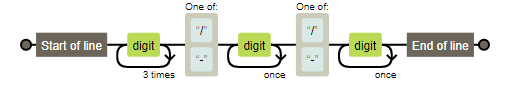 One of: One of:
“/” “/”
Start of line digit digit digit End of line
“-” “-”
3 times once once